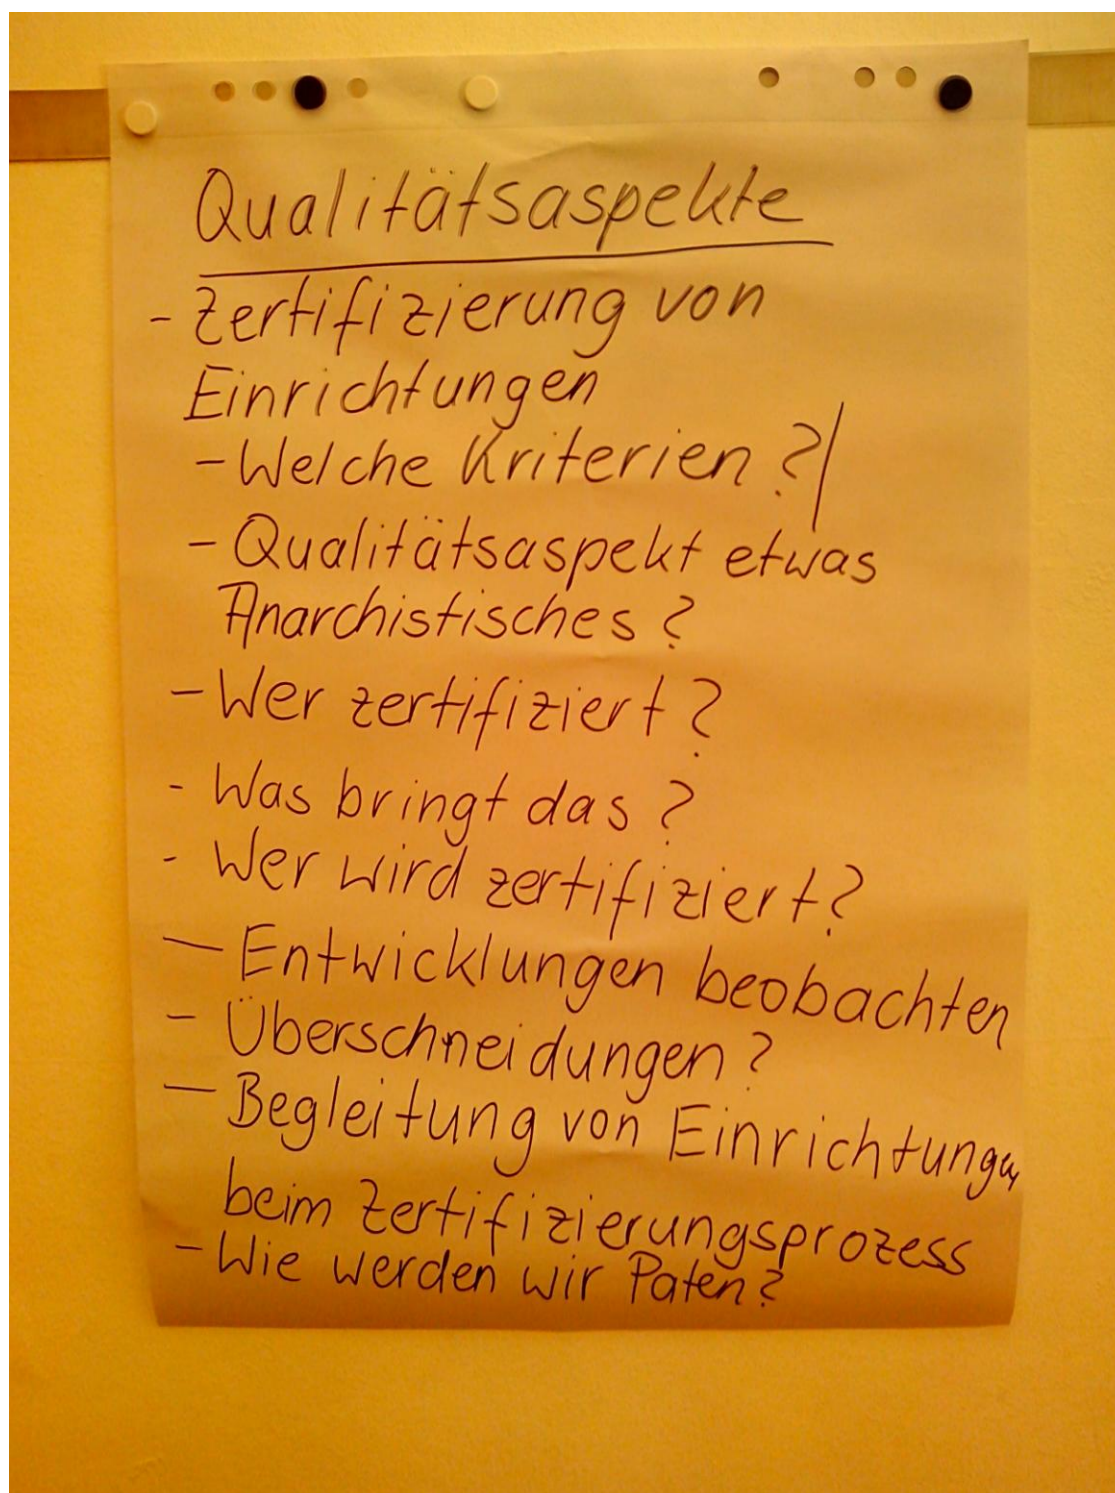 Qualitätsaspekte
- Zertifizierung von
Einrichtungen
- Welche Kriterien?
- Qualitätsaspekt etwas
Anarchistisches?
- Wer zertifiziert?
- Was bringt das?
- Wer wird zertifiziert?
- Entwicklungen beobachten
- Überschneidungen?
- Begleitung von Einrichtungen
beim Zertifizierungsprozess
- Wie werden wir Paten?